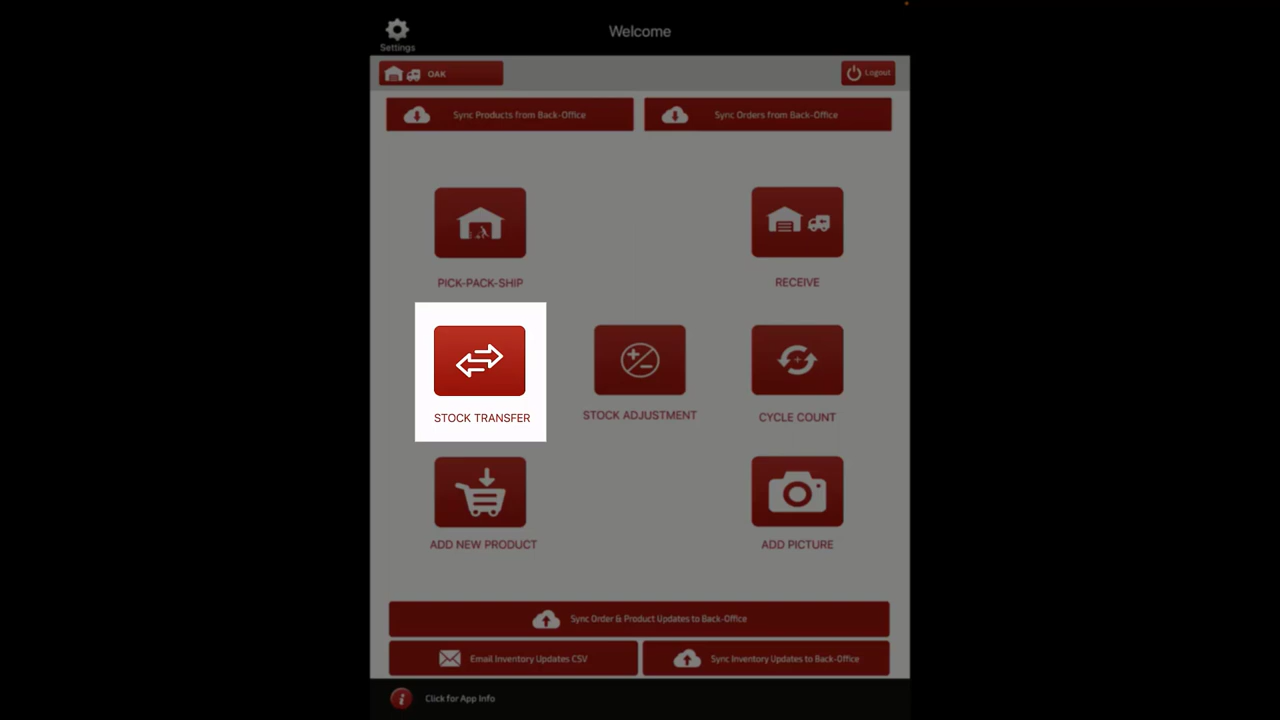 Welcome
Settings
OAK
Logout
Sync Products from Back-Office
Sync Orders from Back-Office
PICK-PACK-SHIP
RECEIVE
STOCK TRANSFER
STOCK ADJUSTMENT
CYCLE COUNT
ADD NEW PRODUCT
ADD PICTURE
Sync Order & Product Updates to Back-Office
Email Inventory Updates CSV
Sync Inventory Updates to Back-Office
Click for App Info